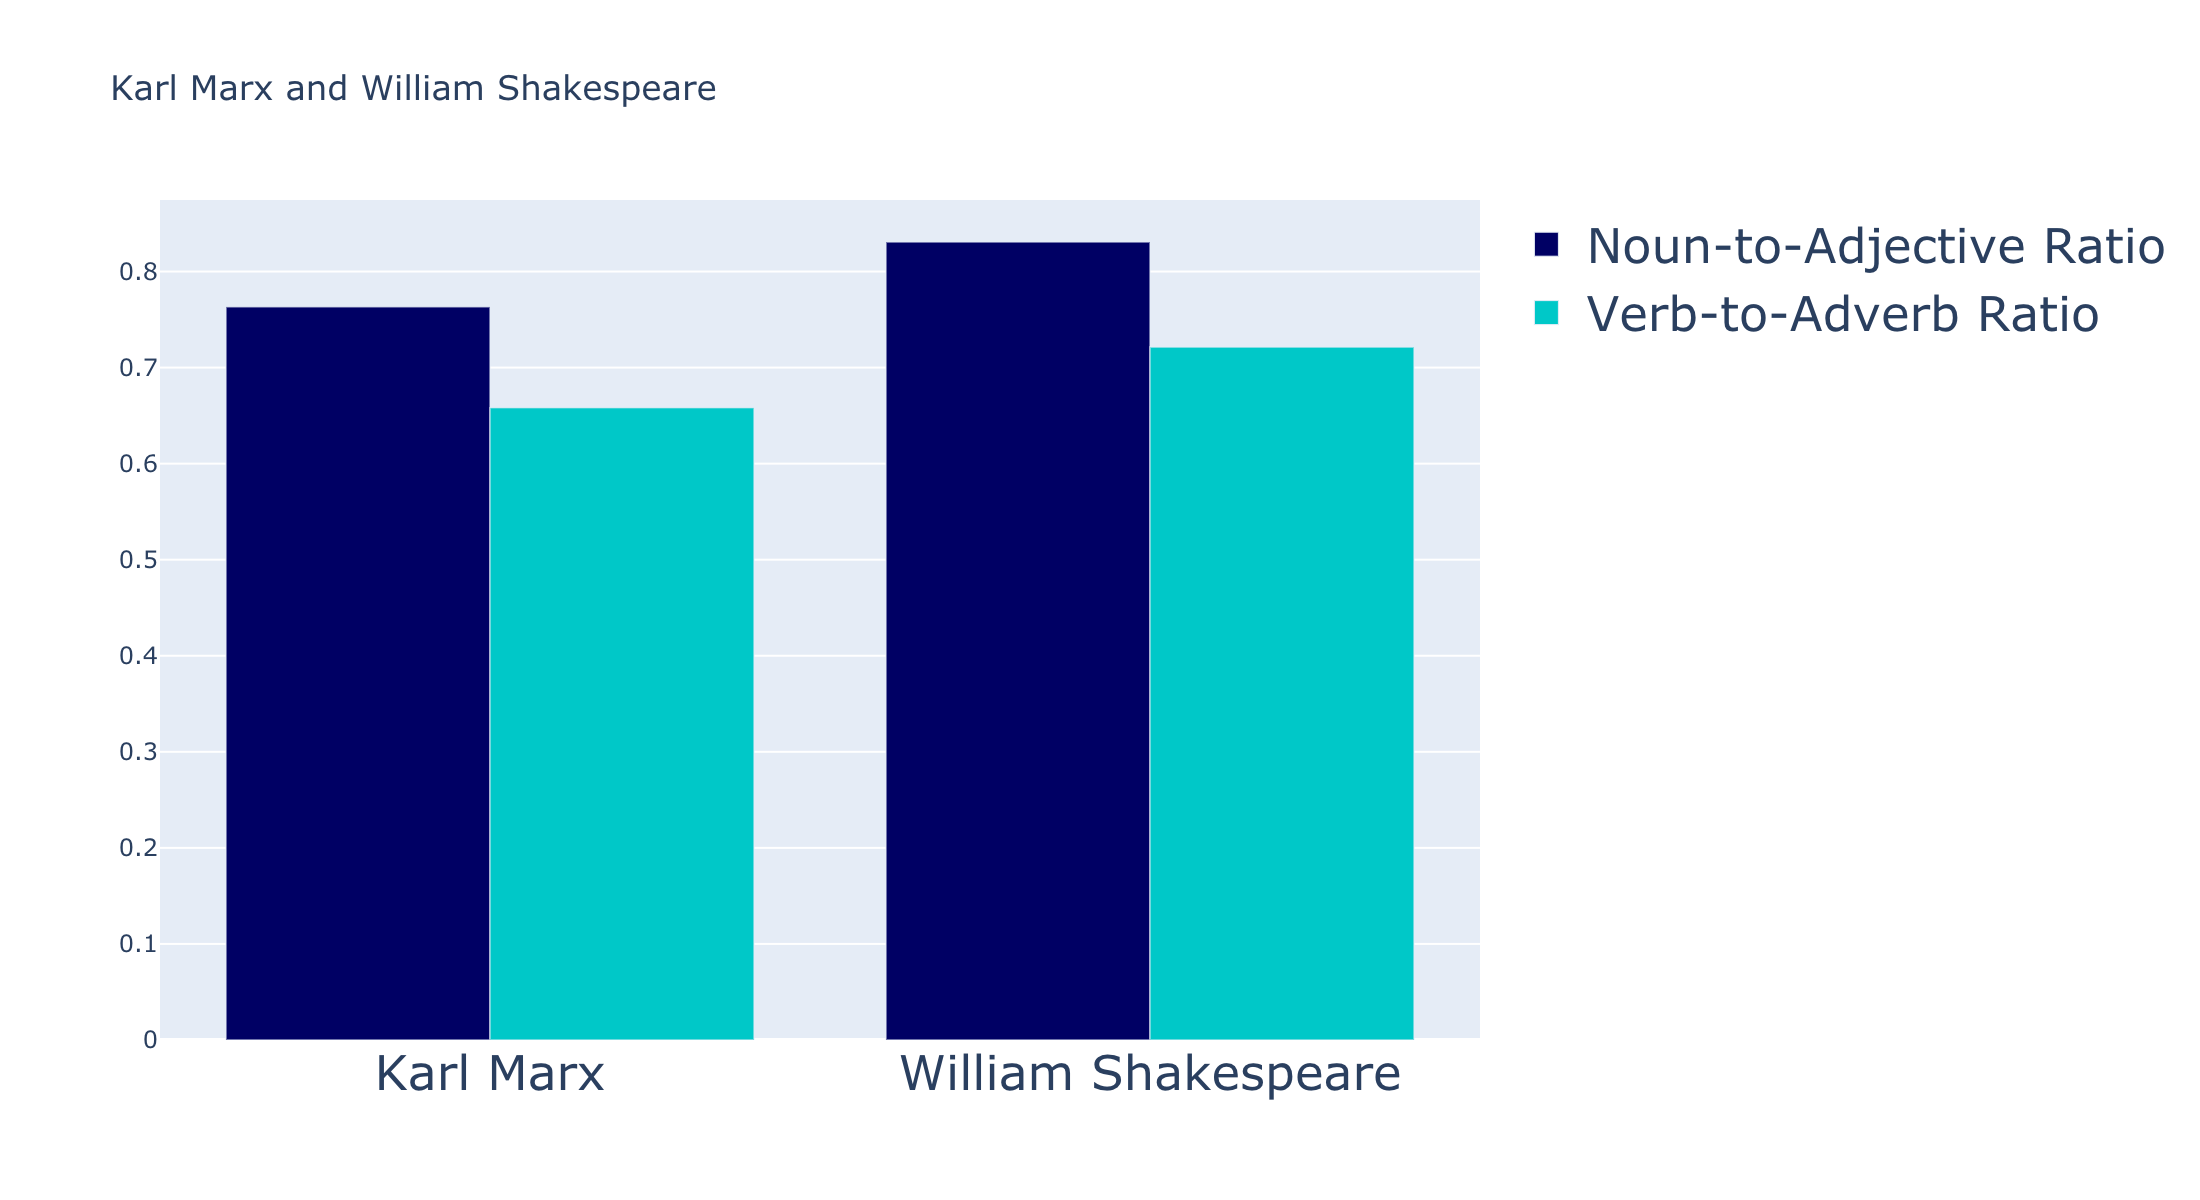 Karl Marx and William Shakespeare
Noun-to-Adjective Ratio
Verb-to-Adverb Ratio
0.8
0.7
0.6
0.5
0.4
0.3
0.2
0.1
0
Karl Marx
William Shakespeare